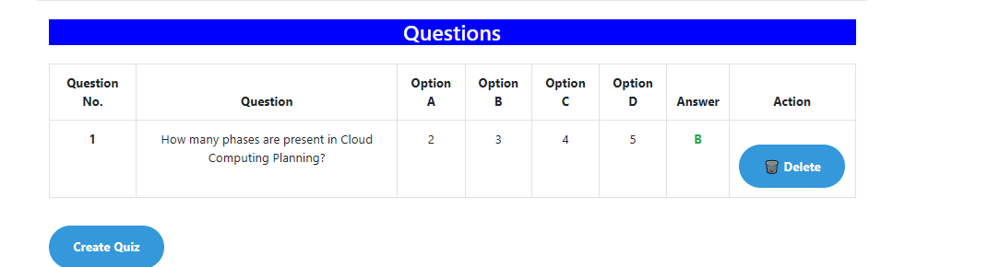 Questions
Question No. Question Option A Option B Option C Option D Answer Action
1 How many phases are present in Cloud Computing Planning? 2 3 4 5 B Delete
Create Quiz